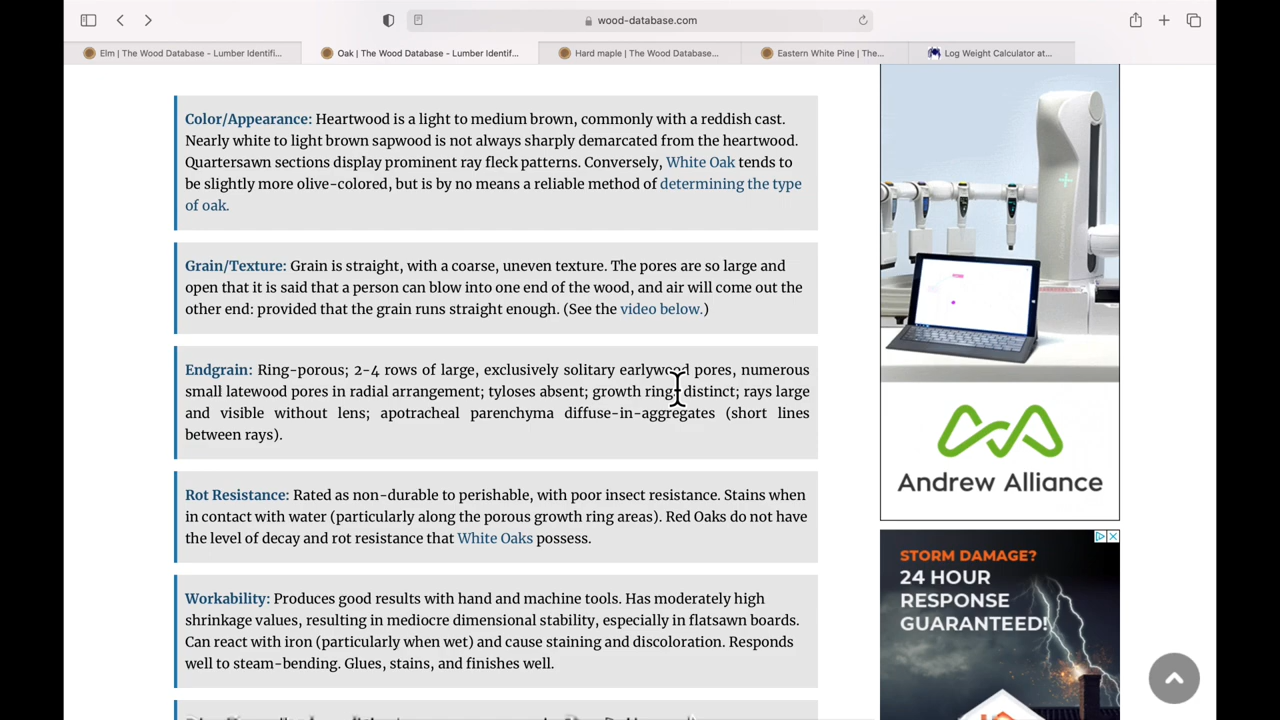 wood-database.com
Elm | The Wood Database - Lumber Identifi...
Oak | The Wood Database - Lumber Identif...
Hard maple | The Wood Database...
Eastern White Pine | The...
Log Weight Calculator at...
Color/Appearance: Heartwood is a light to medium brown, commonly with a reddish cast.
Nearly white to light brown sapwood is not always sharply demarcated from the heartwood.
Quartersawn sections display prominent ray fleck patterns. Conversely, White Oak tends to
be slightly more olive-colored, but is by no means a reliable method of determining the type
of oak.
Grain/Texture: Grain is straight, with a coarse, uneven texture. The pores are so large and
open that it is said that a person can blow into one end of the wood, and air will come out the
other end: provided that the grain runs straight enough. (See the video below.)
Endgrain: Ring-porous; 2-4 rows of large, exclusively solitary earlywood pores, numerous
small latewood pores in radial arrangement; tyloses absent; growth rings distinct; rays large
and visible without lens; apotracheal parenchyma diffuse-in-aggregates (short lines
between rays).
Rot Resistance: Rated as non-durable to perishable, with poor insect resistance. Stains when
in contact with water (particularly along the porous growth ring areas). Red Oaks do not have
the level of decay and rot resistance that White Oaks possess.
Workability: Produces good results with hand and machine tools. Has moderately high
shrinkage values, resulting in mediocre dimensional stability, especially in flatsawn boards.
Can react with iron (particularly when wet) and cause staining and discoloration. Responds
well to steam-bending. Glues, stains, and finishes well.
Andrew Alliance
STORM DAMAGE?
24 HOUR
RESPONSE
GUARANTEED!